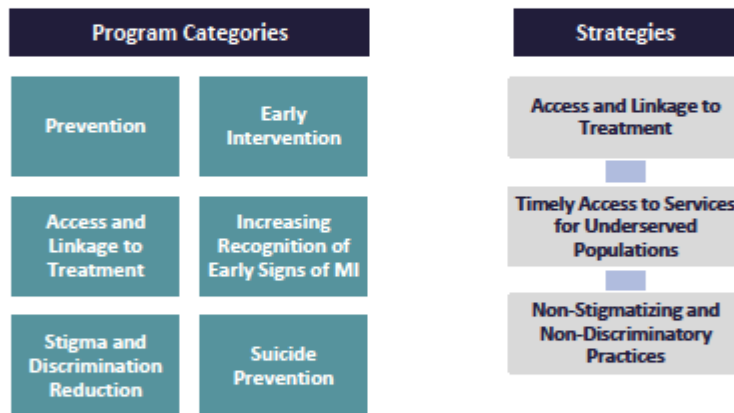 Program Categories
Strategies
Prevention
Early
Intervention
Access and
Linkage to
Treatment
Increasing
Recognition of
Early Signs of MI
Stigma and
Discrimination
Reduction
Suicide
Prevention
Access and Linkage to
Treatment
Timely Access to Services
for Underserved
Populations
Non-Stigmatizing and
Non-Discriminatory
Practices